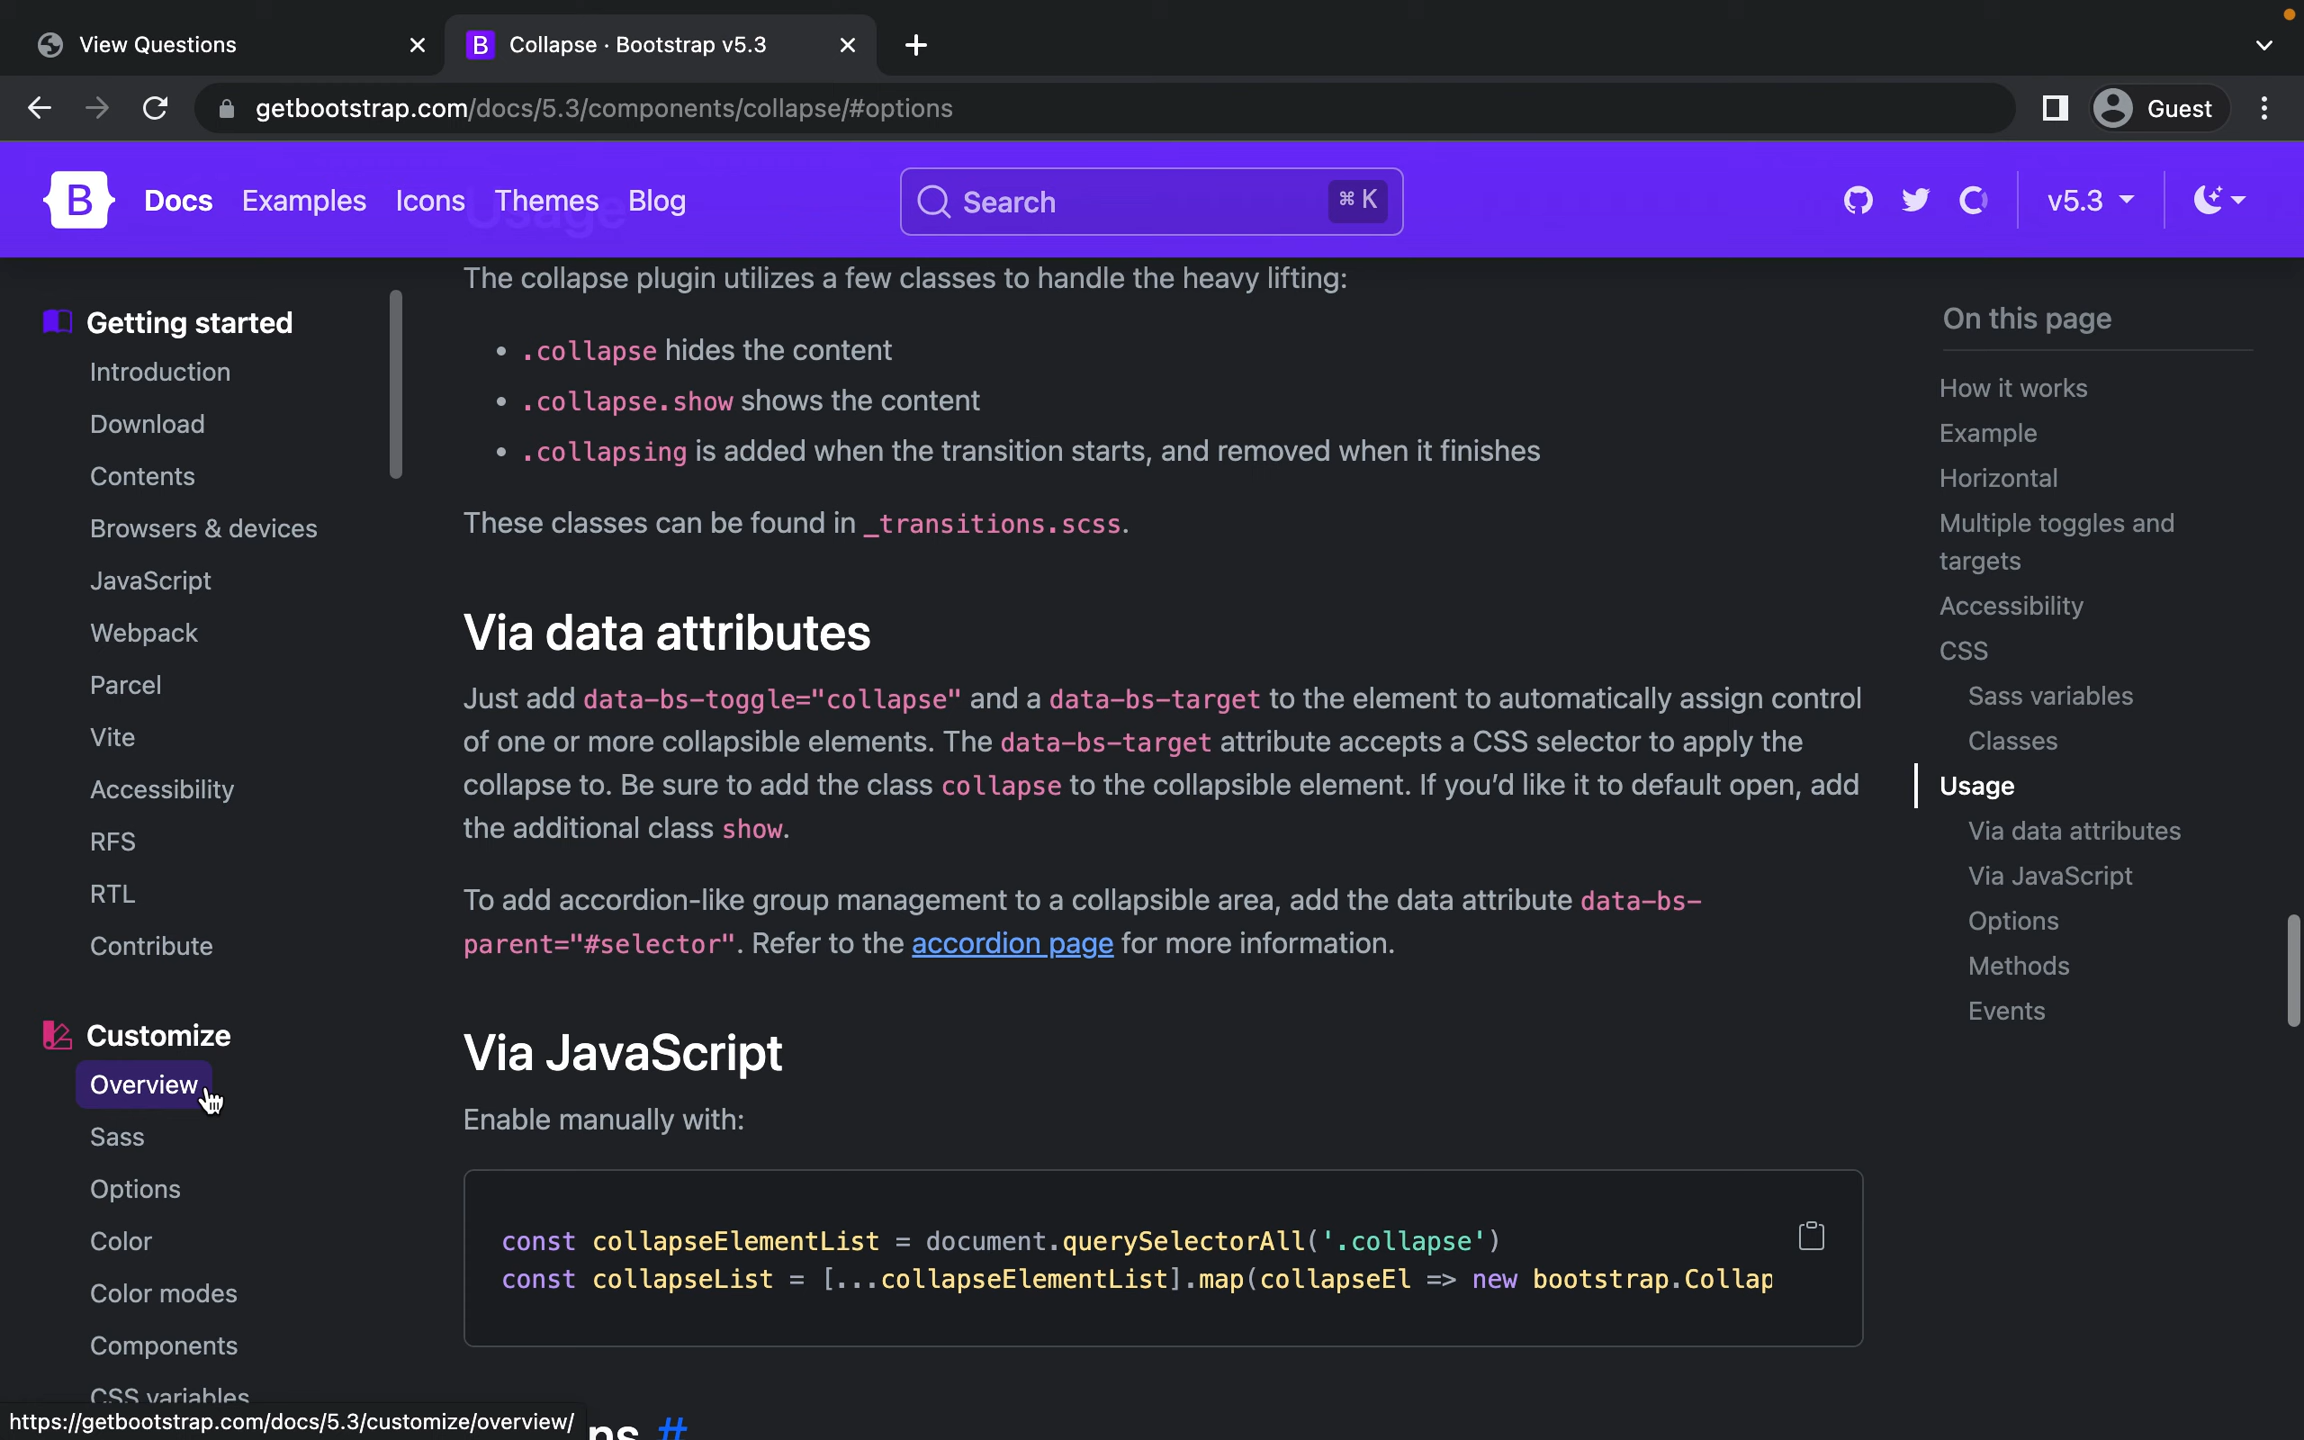 View Questions
Collapse · Bootstrap v5.3
getbootstrap.com/docs/5.3/components/collapse/#options
Guest
B
Docs
Examples
Icons
Themes
Blog
Search
⌘ K
v5.3
Usage
Getting started
Introduction
Download
Contents
Browsers & devices
JavaScript
Webpack
Parcel
Vite
Accessibility
RFS
RTL
Contribute
Customize
Overview
Sass
Options
Color
Color modes
Components
CSS variables
https://getbootstrap.com/docs/5.3/customize/overview/
The collapse plugin utilizes a few classes to handle the heavy lifting:
• .collapse hides the content
• .collapse.show shows the content
• .collapsing is added when the transition starts, and removed when it finishes
These classes can be found in _transitions.scss.
Via data attributes
Just add data-bs-toggle="collapse" and a data-bs-target to the element to automatically assign control
of one or more collapsible elements. The data-bs-target attribute accepts a CSS selector to apply the
collapse to. Be sure to add the class collapse to the collapsible element. If you’d like it to default open, add
the additional class show.
To add accordion-like group management to a collapsible area, add the data attribute data-bs-
parent="#selector". Refer to the accordion page for more information.
Via JavaScript
Enable manually with:
const collapseElementList = document.querySelectorAll('.collapse')
const collapseList = [...collapseElementList].map(collapseEl => new bootstrap.Collap
ns #
On this page
How it works
Example
Horizontal
Multiple toggles and
targets
Accessibility
CSS
Sass variables
Classes
Usage
Via data attributes
Via JavaScript
Options
Methods
Events